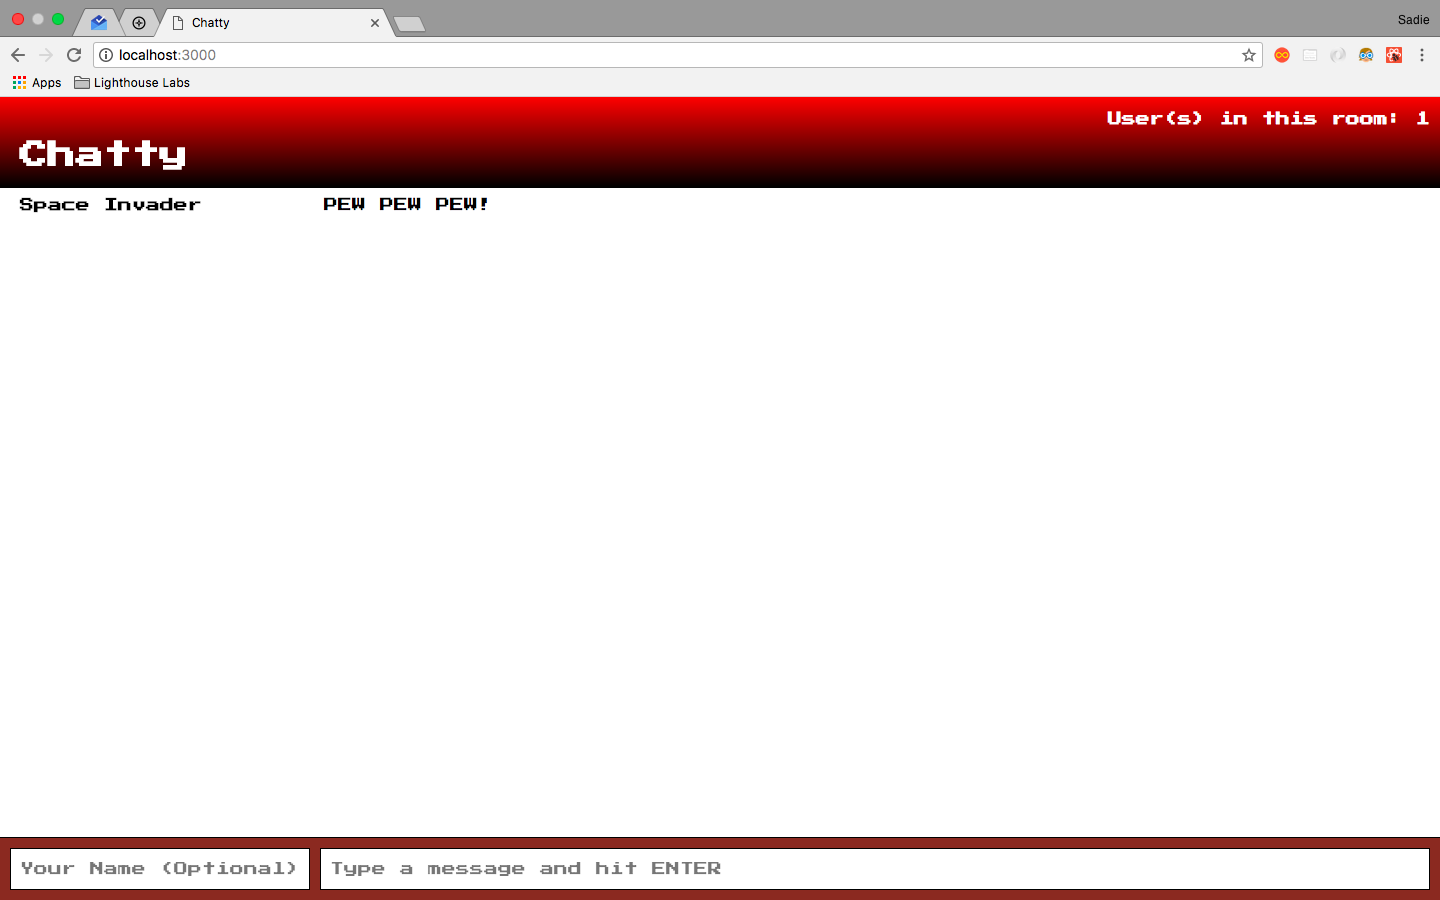 Chatty
Sadie
localhost:3000
Apps
Lighthouse Labs
User(s) in this room: 1
Chatty
Space Invader PEW PEW PEW!
Your Name (Optional)
Type a message and hit ENTER